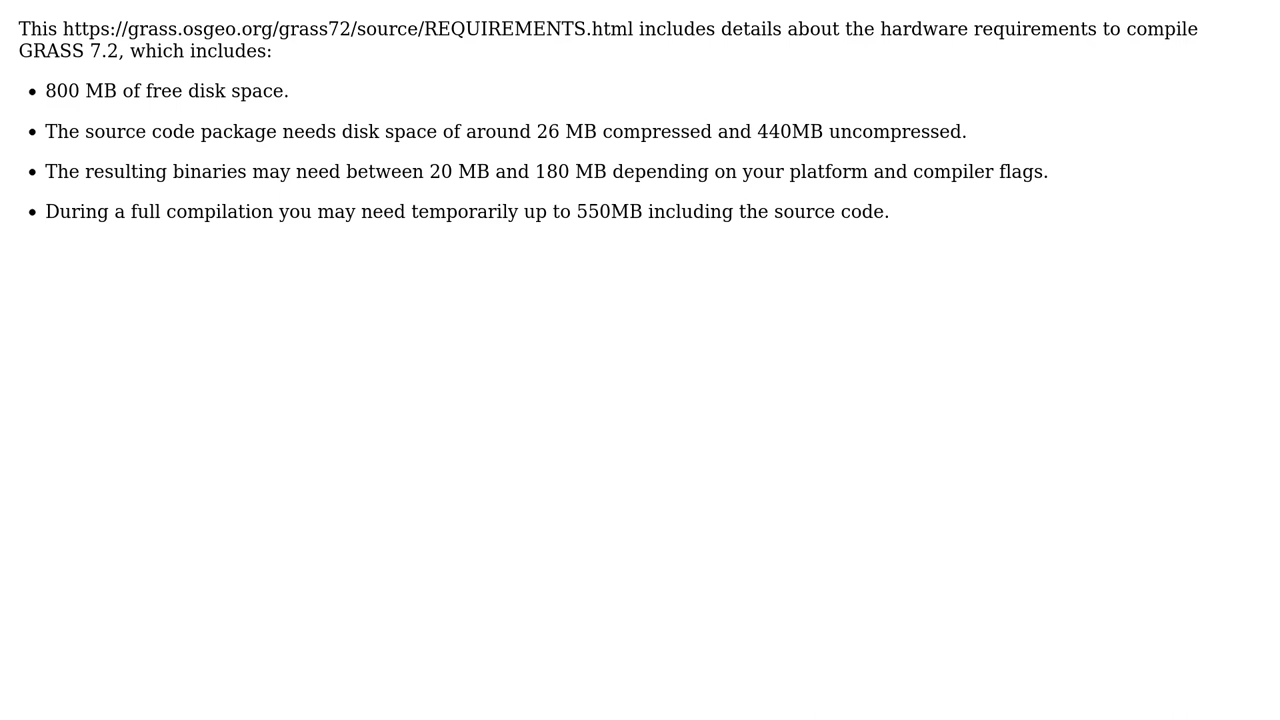 This https://grass.osgeo.org/grass72/source/REQUIREMENTS.html includes details about the hardware requirements to compile
GRASS 7.2, which includes:
• 800 MB of free disk space.
• The source code package needs disk space of around 26 MB compressed and 440MB uncompressed.
• The resulting binaries may need between 20 MB and 180 MB depending on your platform and compiler flags.
• During a full compilation you may need temporarily up to 550MB including the source code.